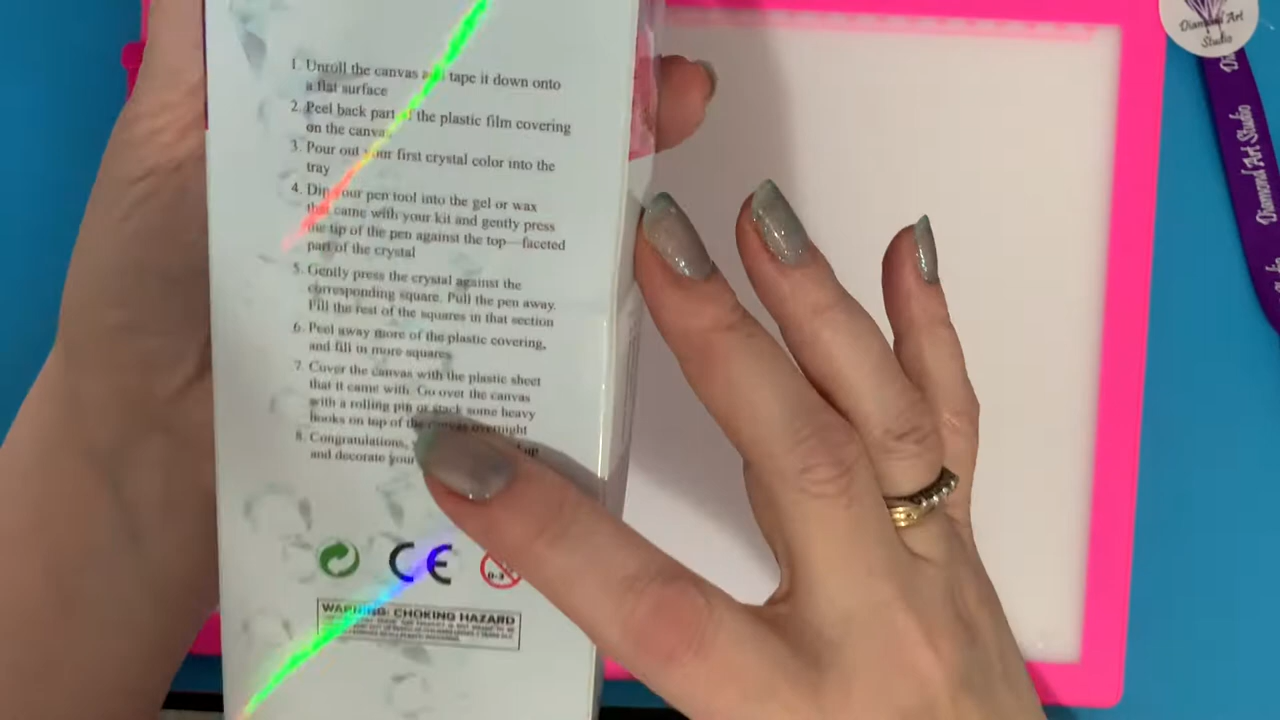 1. Unroll the canvas and tape it down onto
a flat surface
2. Peel back part of the plastic film covering
on the canvas
3. Pour out your first crystal color into the
tray
4. Dip your pen tool into the gel or wax
that came with your kit and gently press
the tip of the pen against the top—faceted
part of the crystal
5. Gently press the crystal against the
corresponding square. Pull the pen away.
Fill the rest of the squares in that section
6. Peel away more of the plastic covering,
and fill in more squares
7. Cover the canvas with the plastic sheet
that it came with. Go over the canvas
with a rolling pin or stack some heavy
books on top of the canvas overnight
8. Congratulations,
and decorate your
CE
0-3
WARNING: CHOKING HAZARD
Diamond Art
Studio
Diamond Art Studio